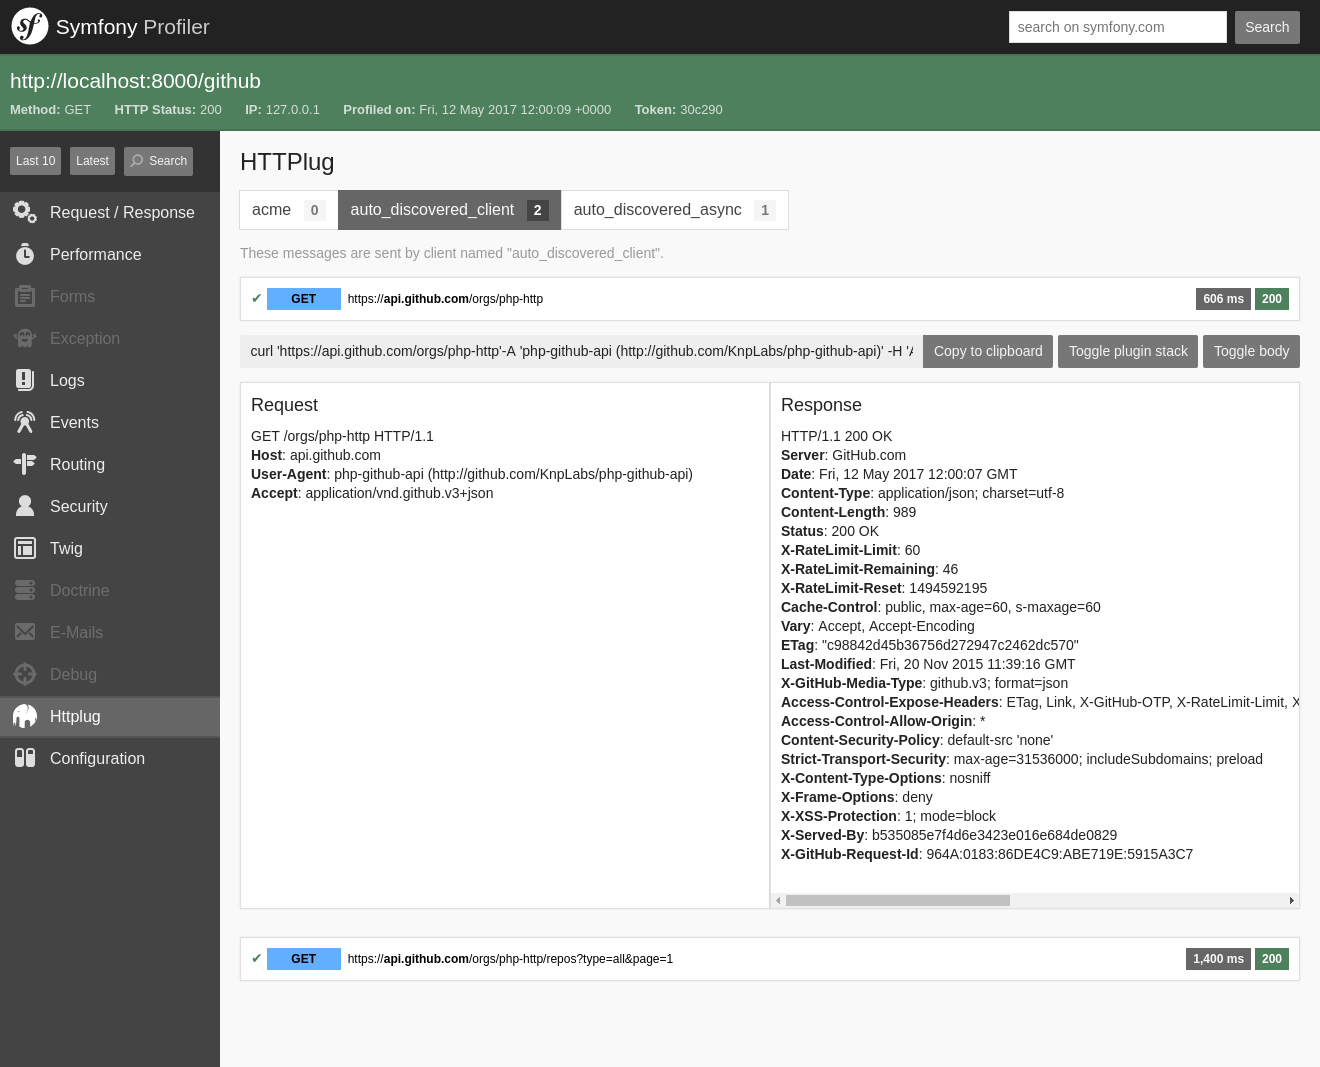 sf Symfony Profiler
search on symfony.com Search
http://localhost:8000/github
Method: GET HTTP Status: 200 IP: 127.0.0.1 Profiled on: Fri, 12 May 2017 12:00:09 +0000 Token: 30c290
Last 10 Latest Search
Request / Response
Performance
Forms
Exception
Logs
Events
Routing
Security
Twig
Doctrine
E-Mails
Debug
Httplug
Configuration
HTTPlug
acme 0 auto_discovered_client 2 auto_discovered_async 1
These messages are sent by client named "auto_discovered_client".
✔ GET https://api.github.com/orgs/php-http 606 ms 200
curl 'https://api.github.com/orgs/php-http'-A 'php-github-api (http://github.com/KnpLabs/php-github-api)' -H 'A Copy to clipboard Toggle plugin stack Toggle body
Request
GET /orgs/php-http HTTP/1.1
Host: api.github.com
User-Agent: php-github-api (http://github.com/KnpLabs/php-github-api)
Accept: application/vnd.github.v3+json
Response
HTTP/1.1 200 OK
Server: GitHub.com
Date: Fri, 12 May 2017 12:00:07 GMT
Content-Type: application/json; charset=utf-8
Content-Length: 989
Status: 200 OK
X-RateLimit-Limit: 60
X-RateLimit-Remaining: 46
X-RateLimit-Reset: 1494592195
Cache-Control: public, max-age=60, s-maxage=60
Vary: Accept, Accept-Encoding
ETag: "c98842d45b36756d272947c2462dc570"
Last-Modified: Fri, 20 Nov 2015 11:39:16 GMT
X-GitHub-Media-Type: github.v3; format=json
Access-Control-Expose-Headers: ETag, Link, X-GitHub-OTP, X-RateLimit-Limit, X
Access-Control-Allow-Origin: *
Content-Security-Policy: default-src 'none'
Strict-Transport-Security: max-age=31536000; includeSubdomains; preload
X-Content-Type-Options: nosniff
X-Frame-Options: deny
X-XSS-Protection: 1; mode=block
X-Served-By: b535085e7f4d6e3423e016e684de0829
X-GitHub-Request-Id: 964A:0183:86DE4C9:ABE719E:5915A3C7
✔ GET https://api.github.com/orgs/php-http/repos?type=all&page=1 1,400 ms 200